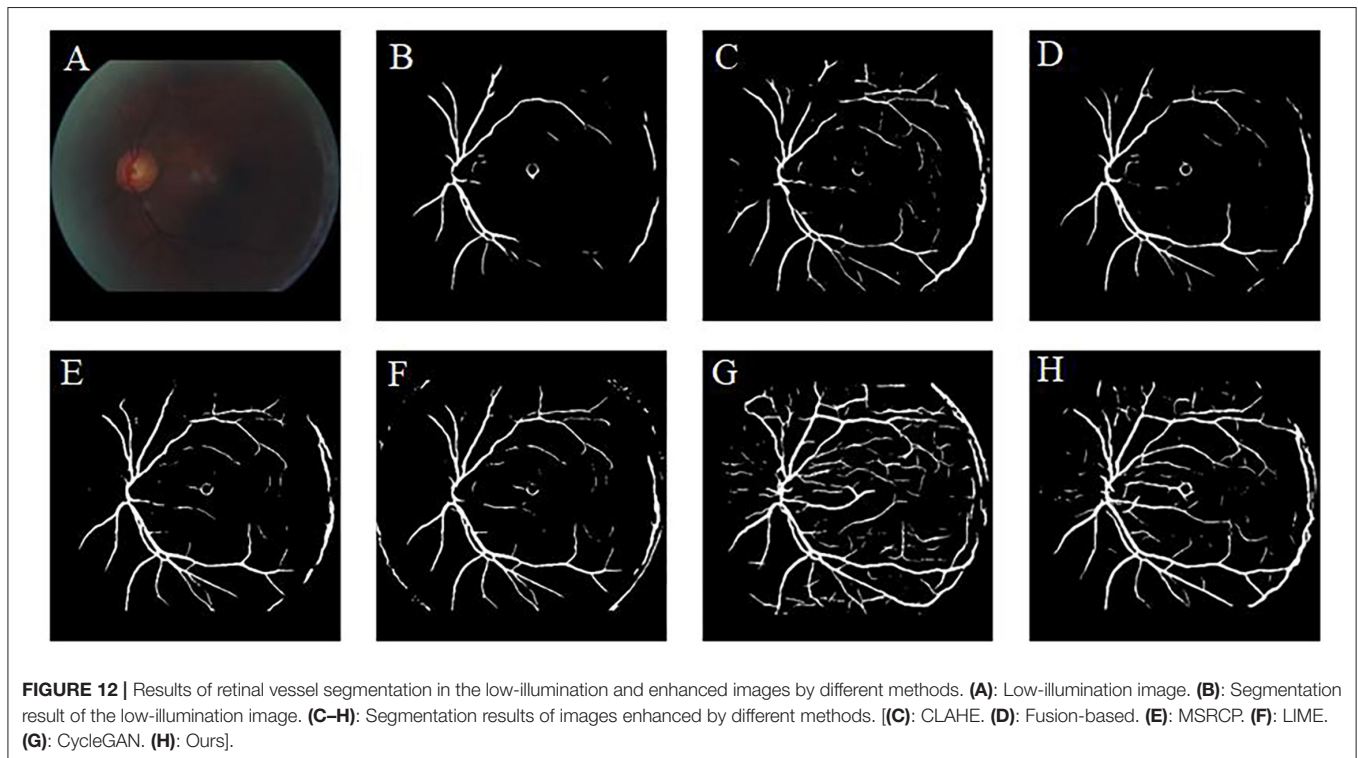 A
B
C
D
E
F
G
H
FIGURE 12 | Results of retinal vessel segmentation in the low-illumination and enhanced images by different methods. (A): Low-illumination image. (B): Segmentation
result of the low-illumination image. (C–H): Segmentation results of images enhanced by different methods. [(C): CLAHE. (D): Fusion-based. (E): MSRCP. (F): LIME.
(G): CycleGAN. (H): Ours].